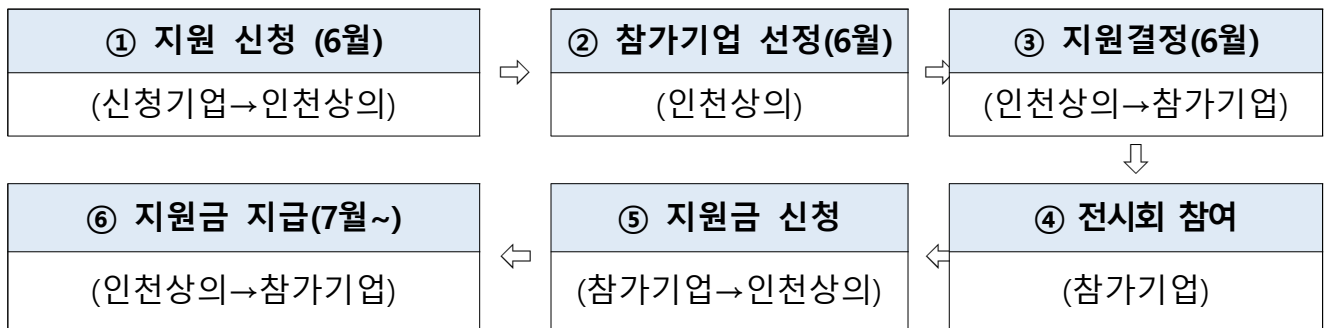 ① 지원 신청 (6월)
(신청기업→인천상의)
② 참가기업 선정(6월)
(인천상의)
③ 지원결정(6월)
(인천상의→참가기업)
④ 전시회 참여
(참가기업)
⑤ 지원금 신청
(참가기업→인천상의)
⑥ 지원금 지급(7월~)
(인천상의→참가기업)